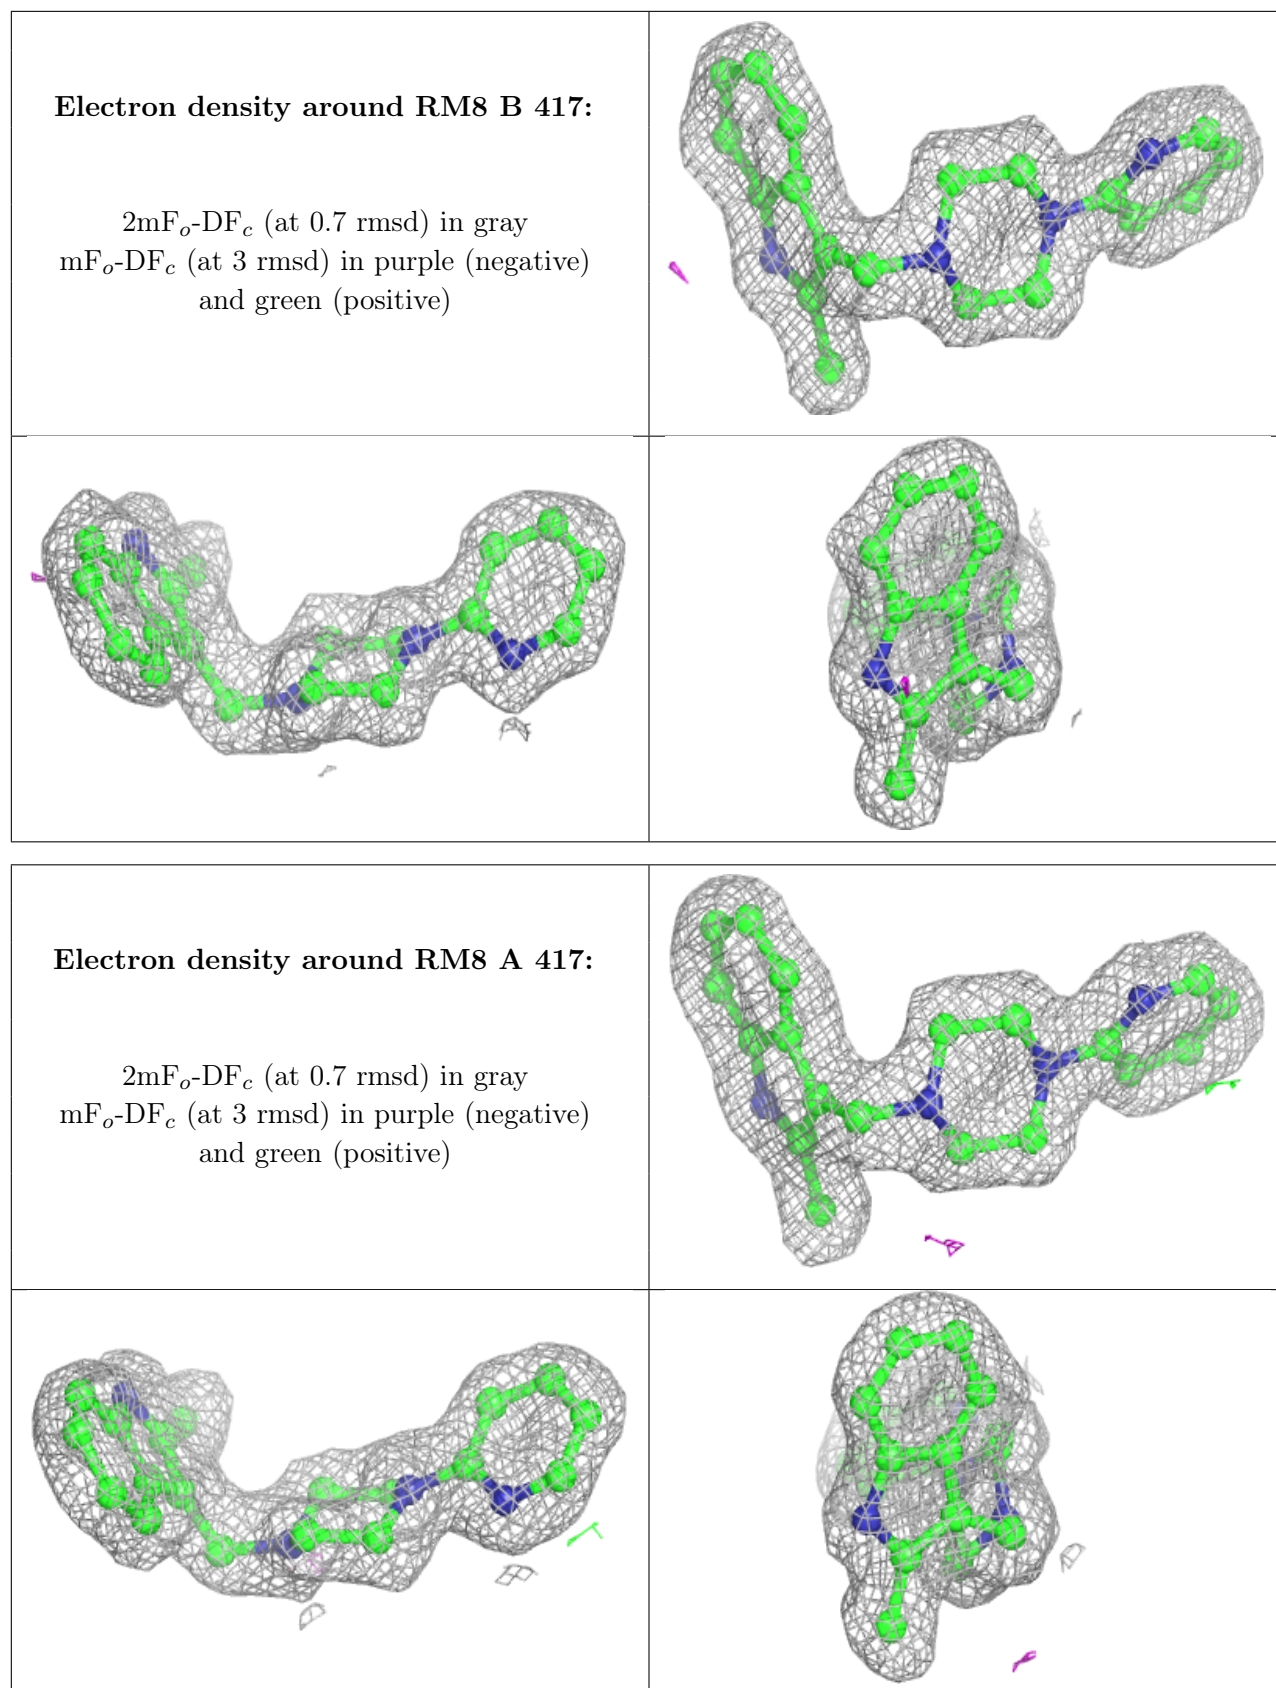 Electron density around RM8 B 417:
2mFo-DFc (at 0.7 rmsd) in gray
mFo-DFc (at 3 rmsd) in purple (negative)
and green (positive)
Electron density around RM8 A 417:
2mFo-DFc (at 0.7 rmsd) in gray
mFo-DFc (at 3 rmsd) in purple (negative)
and green (positive)